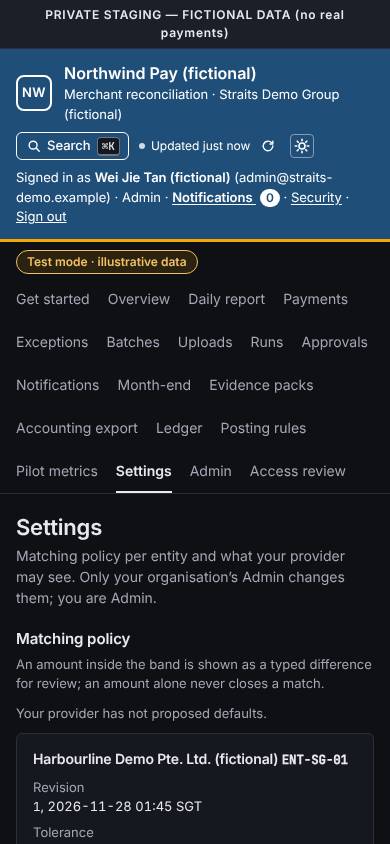 PRIVATE STAGING — FICTIONAL DATA (no real
payments)
NW
Northwind Pay (fictional)
Merchant reconciliation · Straits Demo Group
(fictional)
Search ⌘K
Updated just now
Signed in as Wei Jie Tan (fictional) (admin@straits-
demo.example) · Admin · Notifications 0 · Security ·
Sign out
Test mode · illustrative data
Get started Overview Daily report Payments
Exceptions Batches Uploads Runs Approvals
Notifications Month-end Evidence packs
Accounting export Ledger Posting rules
Pilot metrics Settings Admin Access review
Settings
Matching policy per entity and what your provider
may see. Only your organisation’s Admin changes
them; you are Admin.
Matching policy
An amount inside the band is shown as a typed difference
for review; an amount alone never closes a match.
Your provider has not proposed defaults.
Harbourline Demo Pte. Ltd. (fictional) ENT-SG-01
Revision
1, 2026-11-28 01:45 SGT
Tolerance